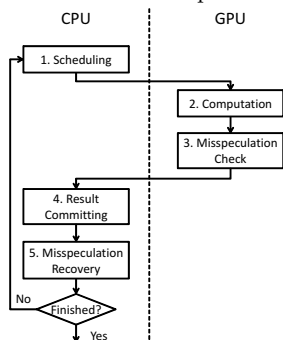 CPU
GPU
1. Scheduling
2. Computation
3. Misspeculation
Check
4. Result
Committing
5. Misspeculation
Recovery
No
Finished?
Yes